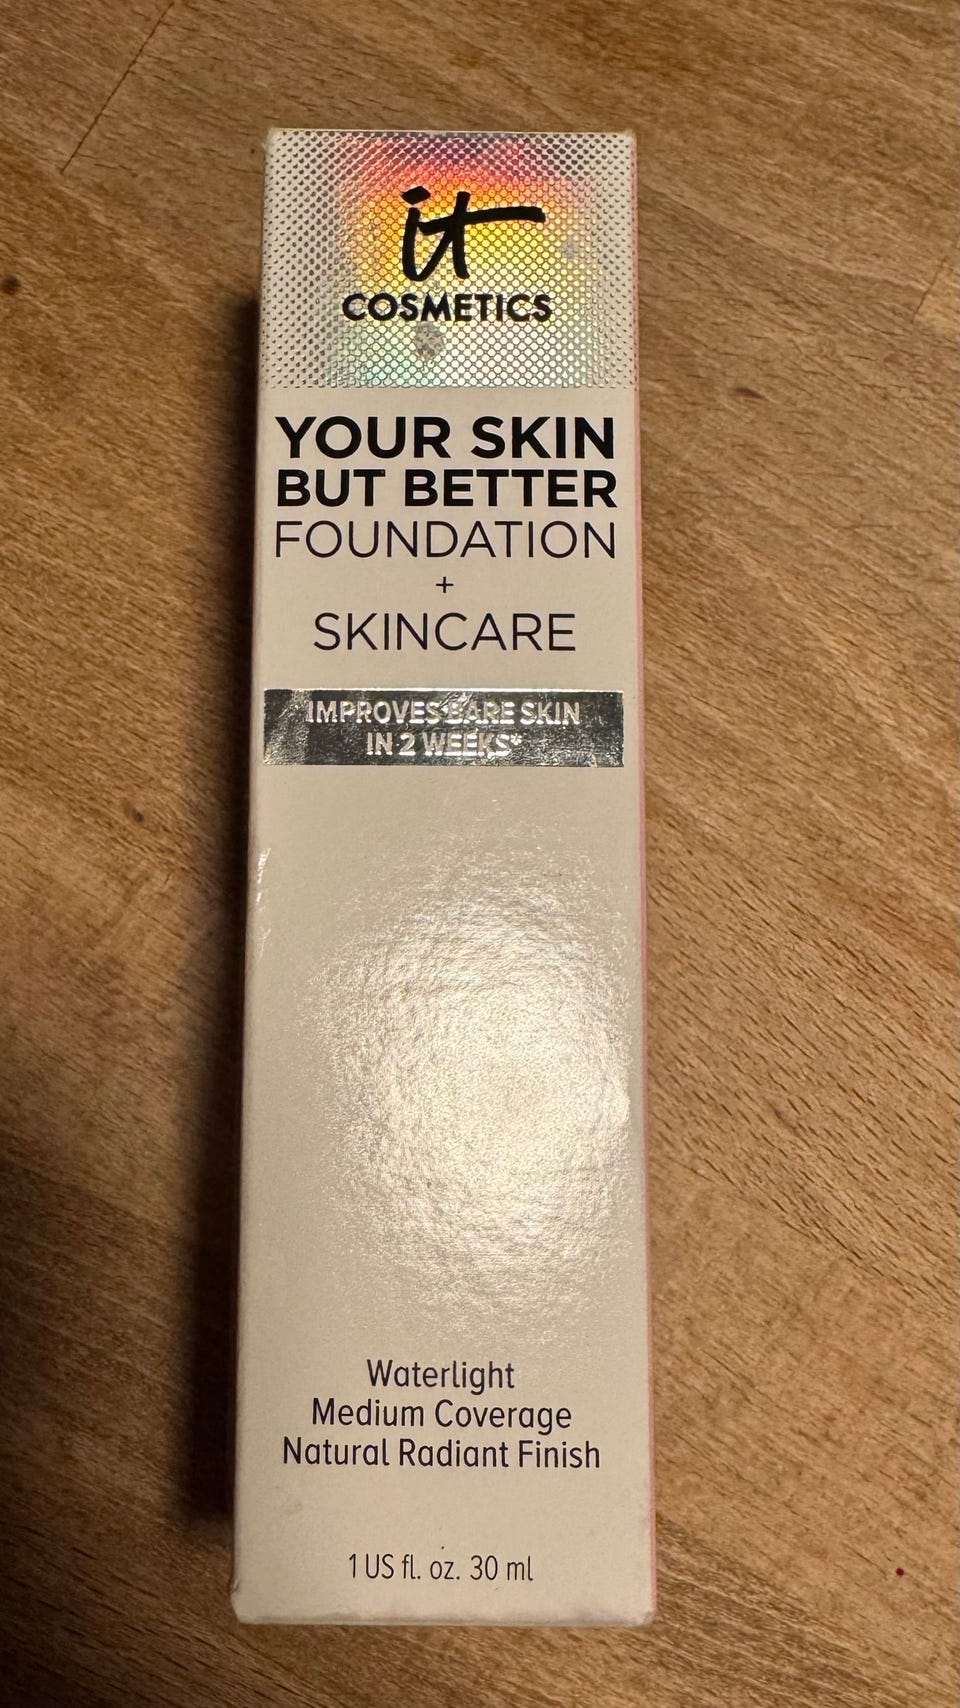 it
COSMETICS
YOUR SKIN
BUT BETTER
FOUNDATION
+
SKINCARE
IMPROVES BARE SKIN
IN 2 WEEKS*
Waterlight
Medium Coverage
Natural Radiant Finish
1 US fl. oz. 30 ml